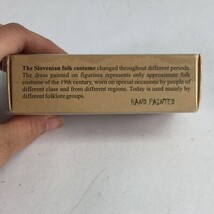 The Slovenian folk costume changed throughout different periods.
The dress painted on figurines represents only approximate folk
costume of the 19th century, worn on special occasions by people of
different class and from different regions. Today is used mainly by
different folklore groups.
HAND PAINTED